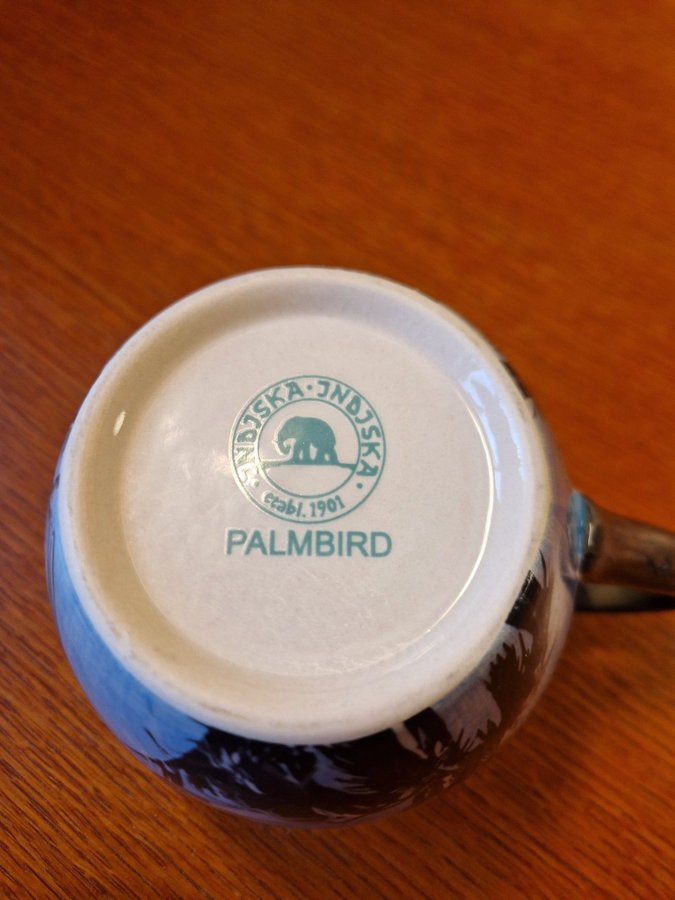 INDISKA · INDISKA ·
etabl. 1901
PALMBIRD